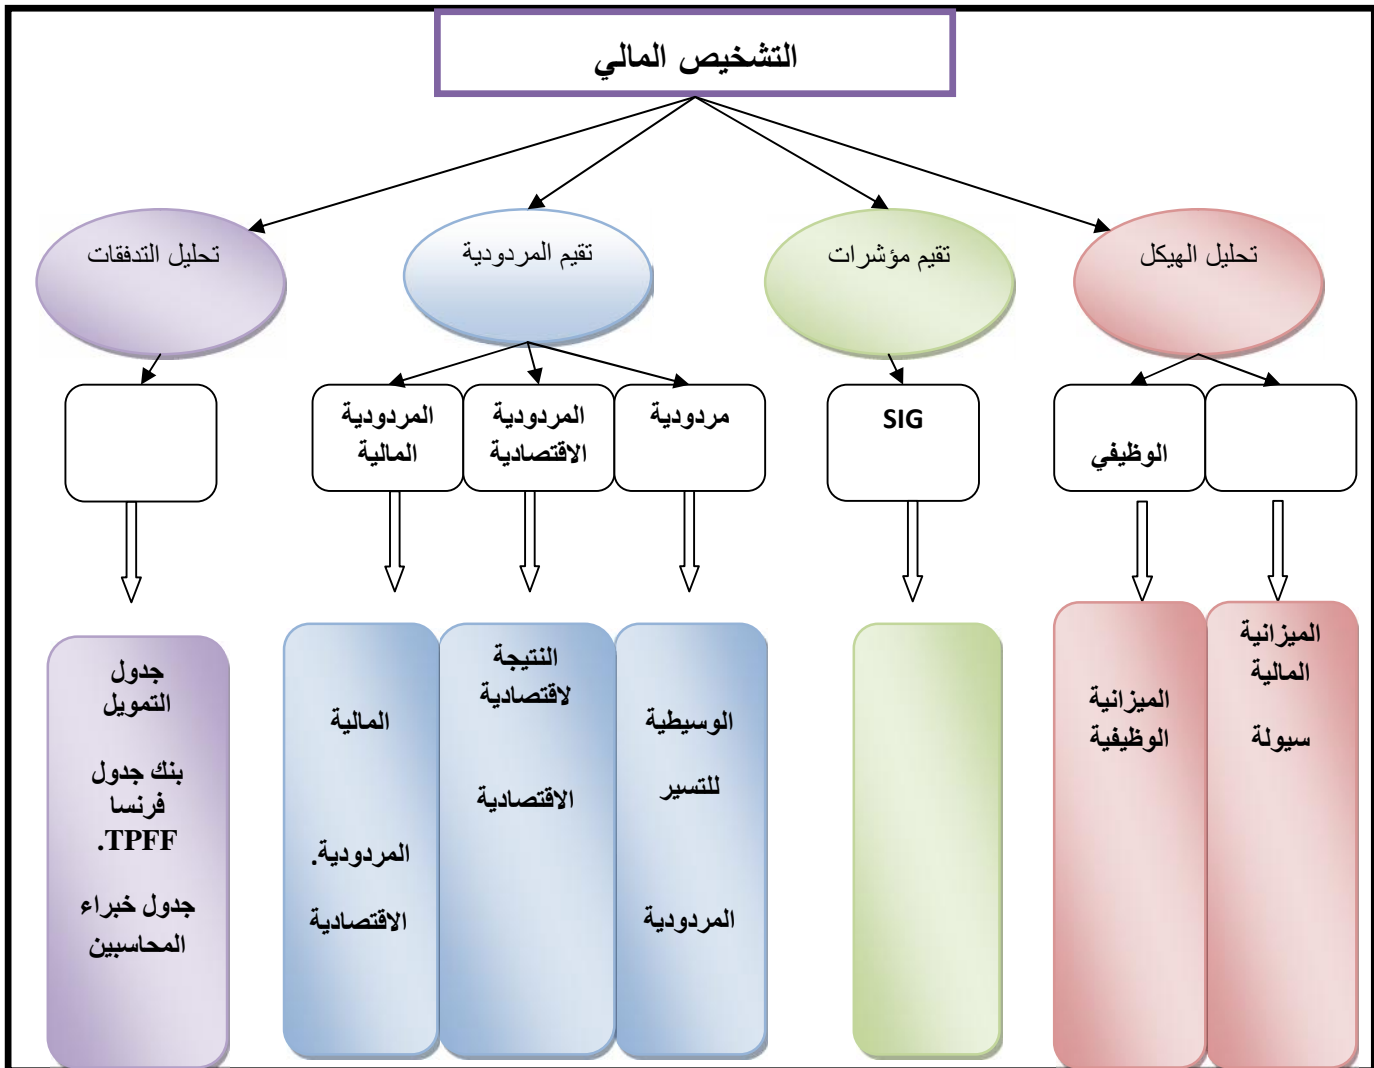 التشخيص المالي
تحليل الهيكل
تقيم مؤشرات
تقيم المردودية
تحليل التدفقات
الوظيفي
SIG
مردودية
المردودية
الاقتصادية
المردودية
المالية
الميزانية
المالية
سيولة
الميزانية
الوظيفية
الوسيطية
للتسير
المردودية
النتيجة
لاقتصادية
الاقتصادية
المالية
المردودية.
الاقتصادية
جدول
التمويل
بنك جدول
فرنسا
TPFF.
جدول خبراء
المحاسبين